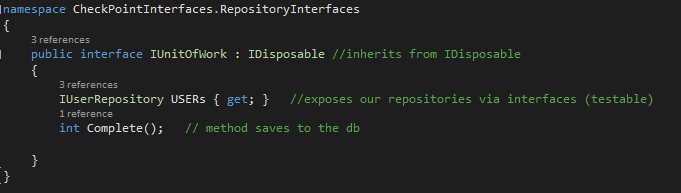 namespace CheckPointInterfaces.RepositoryInterfaces
{
3 references
public interface IUnitOfWork : IDisposable //inherits from IDisposable
{
3 references
IUserRepository USERs { get; } //exposes our repositories via interfaces (testable)
1 reference
int Complete(); // method saves to the db
}
}